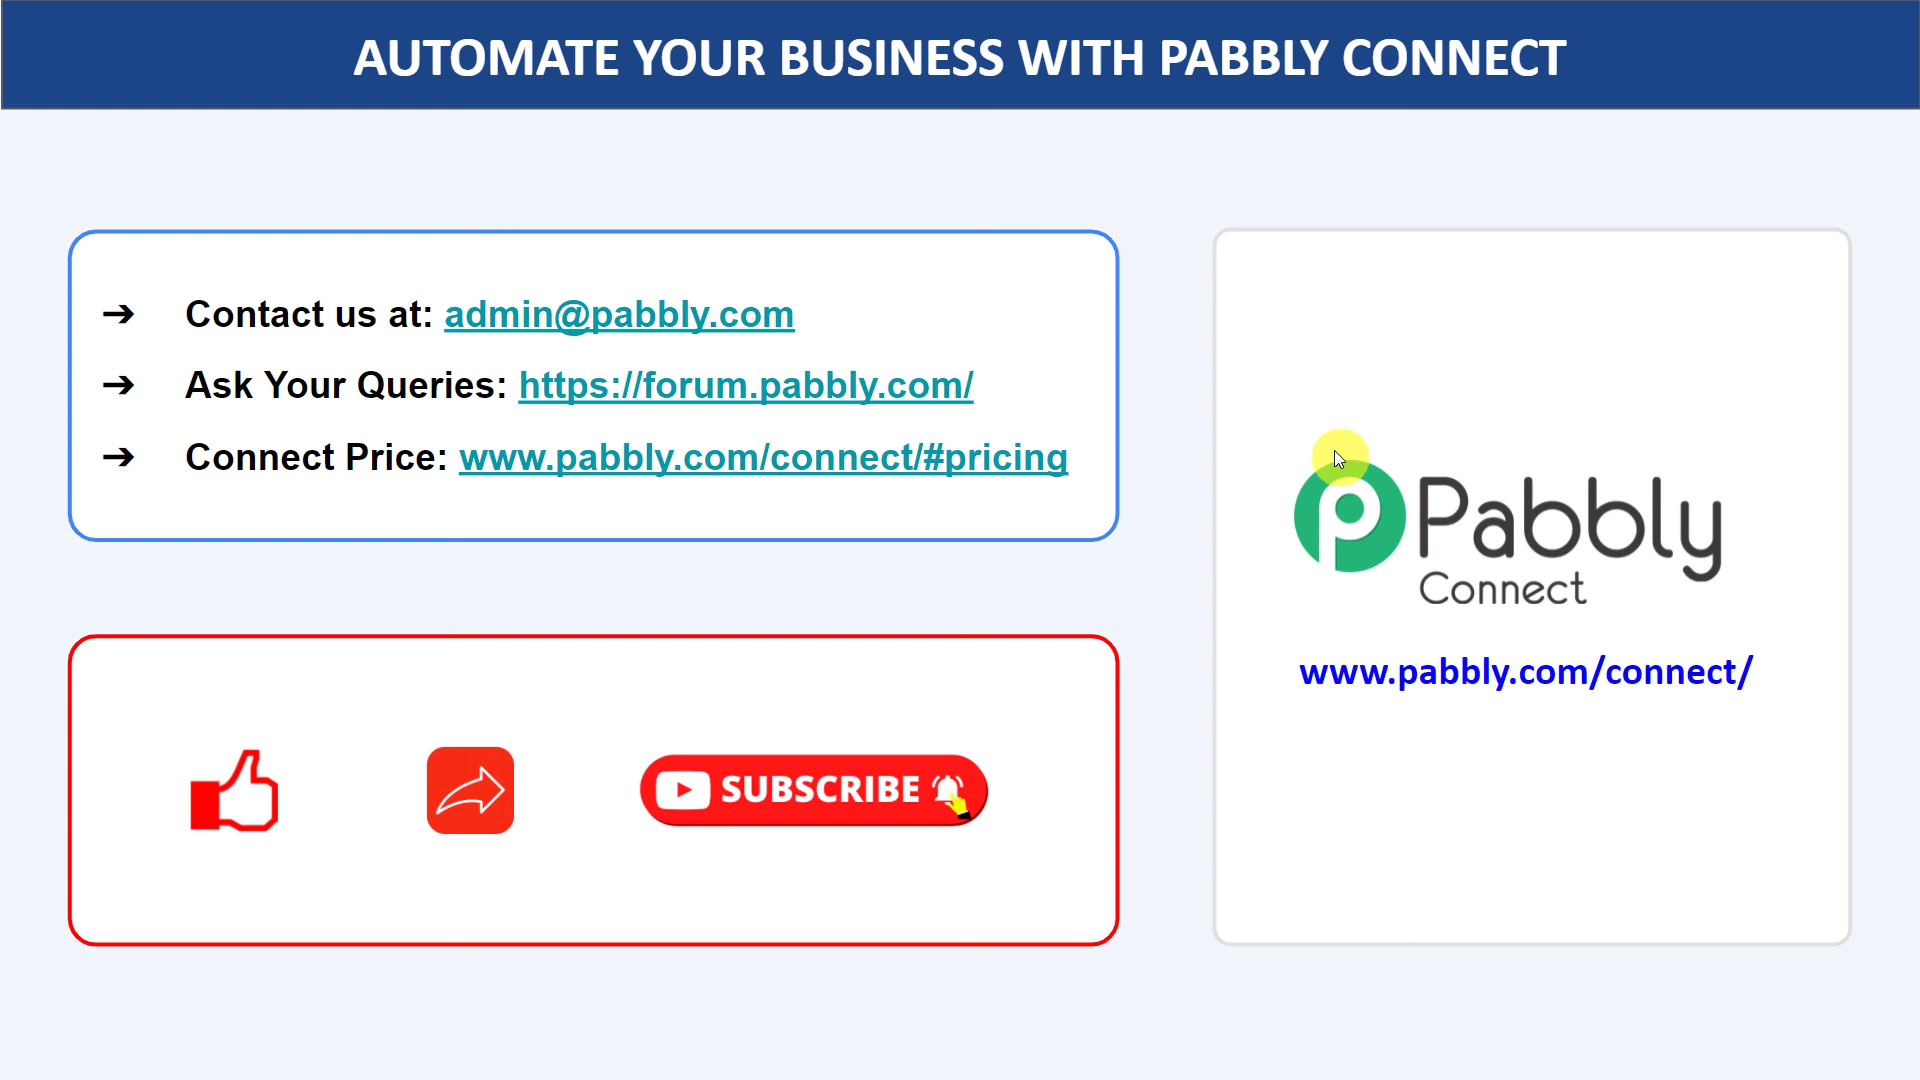 AUTOMATE YOUR BUSINESS WITH PABBLY CONNECT
➔ Contact us at: admin@pabbly.com
➔ Ask Your Queries: https://forum.pabbly.com/
➔ Connect Price: www.pabbly.com/connect/#pricing
Pabbly
Connect
www.pabbly.com/connect/
SUBSCRIBE